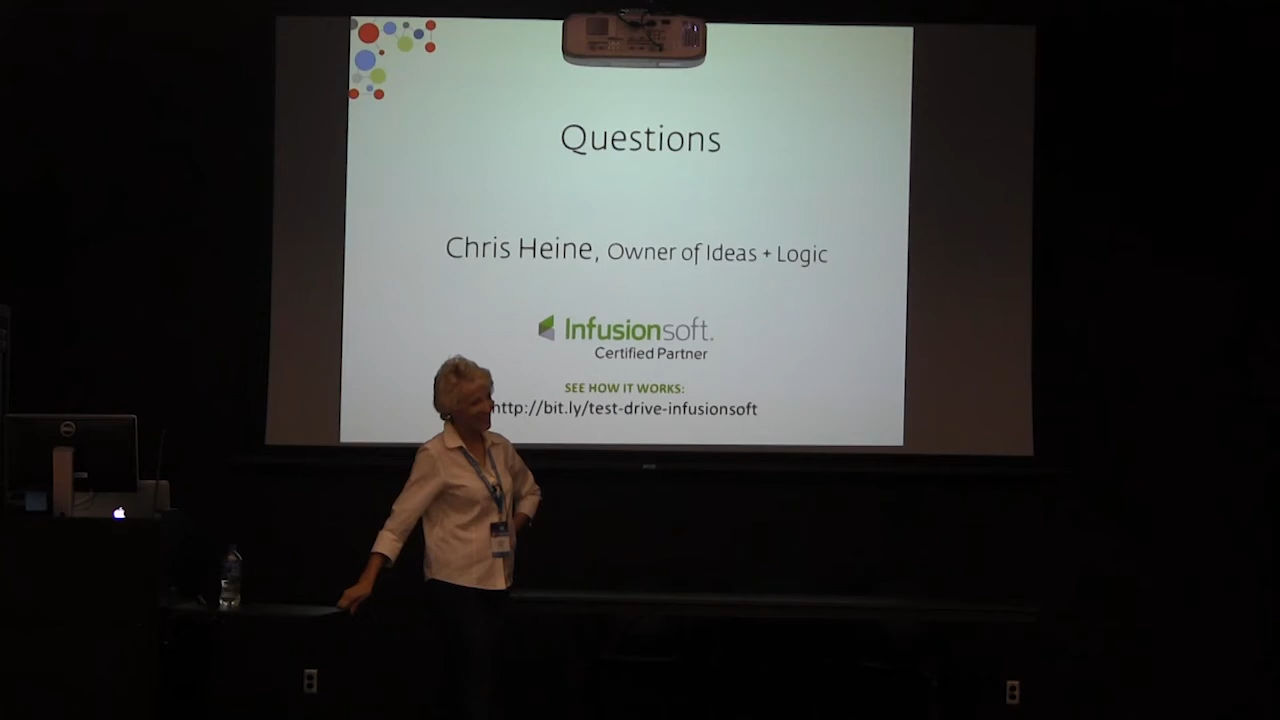 Questions
Chris Heine, Owner of Ideas + Logic
Infusionsoft.
Certified Partner
SEE HOW IT WORKS:
http://bit.ly/test-drive-infusionsoft
DELL